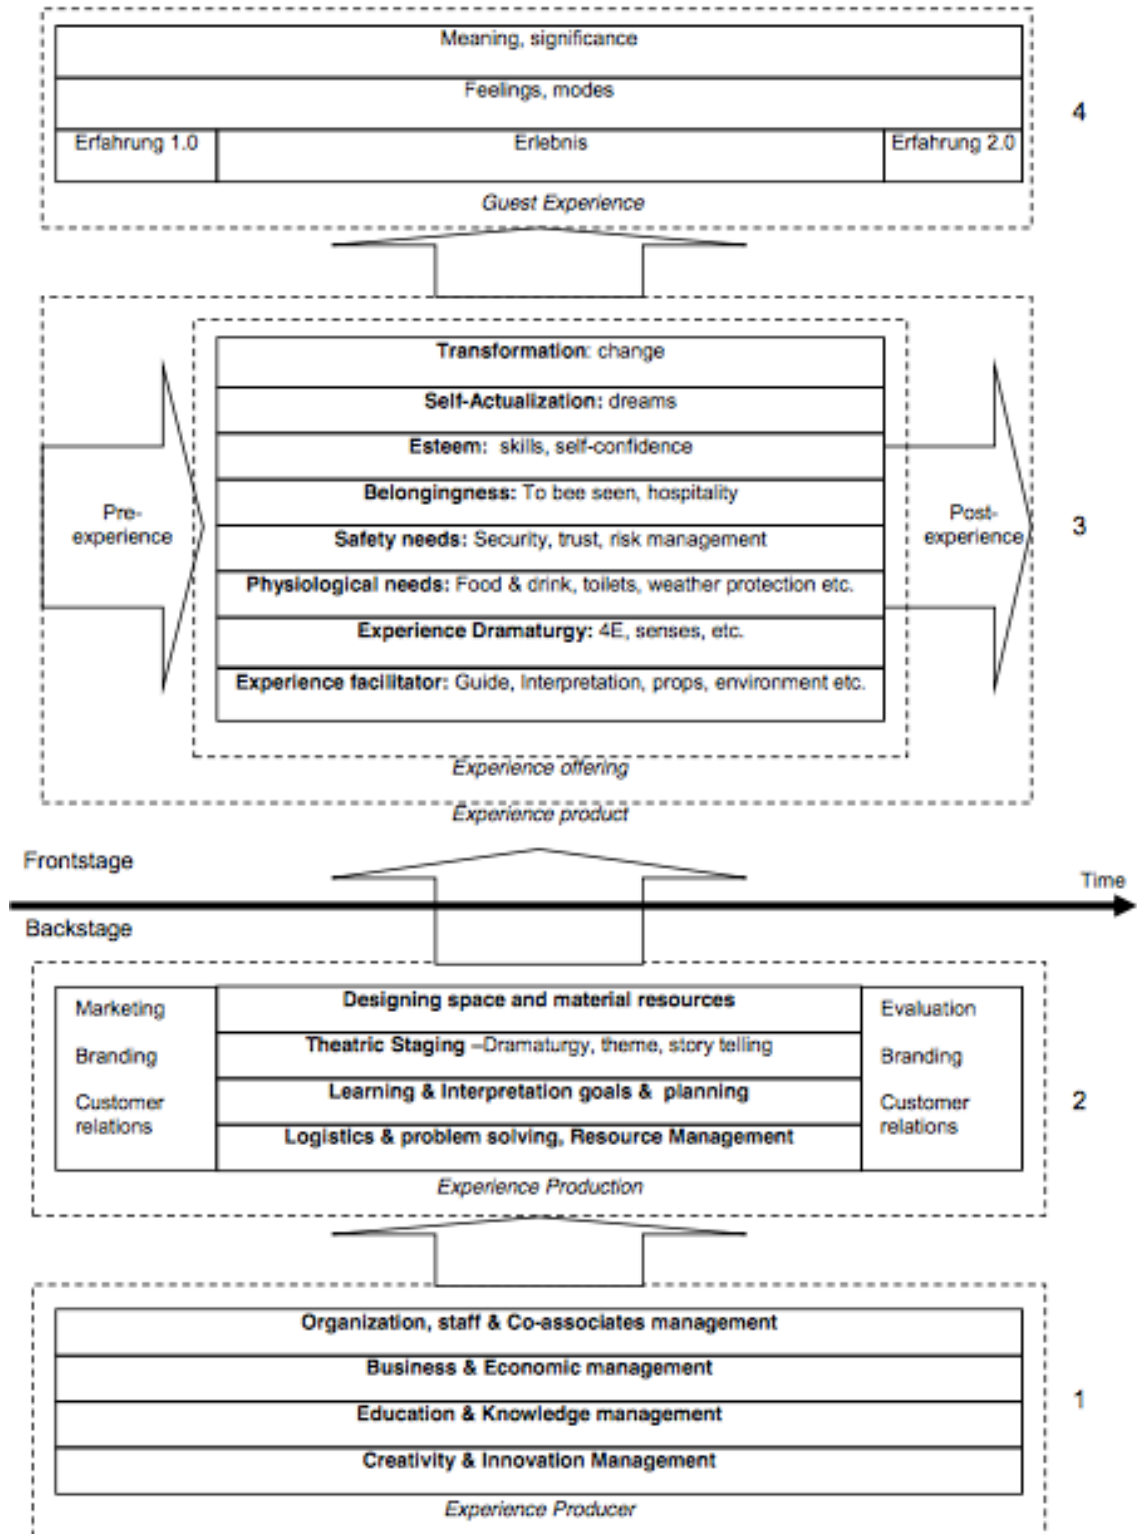 Meaning, significance
Feelings, modes
4
Erfahrung 1.0
Erlebnis
Erfahrung 2.0
Guest Experience
Transformation: change
Self-Actualization: dreams
Esteem: skills, self-confidence
Belongingness: To bee seen, hospitality
Pre-
experience
Post-
experience
3
Safety needs: Security, trust, risk management
Physiological needs: Food & drink, toilets, weather protection etc.
Experience Dramaturgy: 4E, senses, etc.
Experience facilitator: Guide, Interpretation, props, environment etc.
Experience offering
Experience product
Frontstage
Time
Backstage
Marketing
Branding
Customer
relations
Designing space and material resources
Theatric Staging –Dramaturgy, theme, story telling
Learning & Interpretation goals & planning
Logistics & problem solving, Resource Management
Evaluation
Branding
Customer
relations
2
Experience Production
Organization, staff & Co-associates management
Business & Economic management
Education & Knowledge management
Creativity & Innovation Management
1
Experience Producer